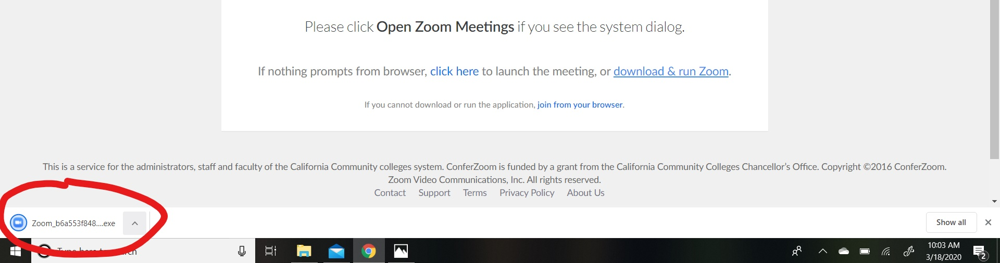 Please click Open Zoom Meetings if you see the system dialog.
If nothing prompts from browser, click here to launch the meeting, or download & run Zoom.
If you cannot download or run the application, join from your browser.
This is a service for the administrators, staff and faculty of the California Community colleges system. ConferZoom is funded by a grant from the California Community Colleges Chancellor's Office. Copyright ©2016 ConferZoom.
Zoom Video Communications, Inc. All rights reserved.
Contact Support Terms Privacy Policy About Us
Zoom_b6a553f848....exe
Show all
Type here to search
10:03 AM
3/18/2020
2